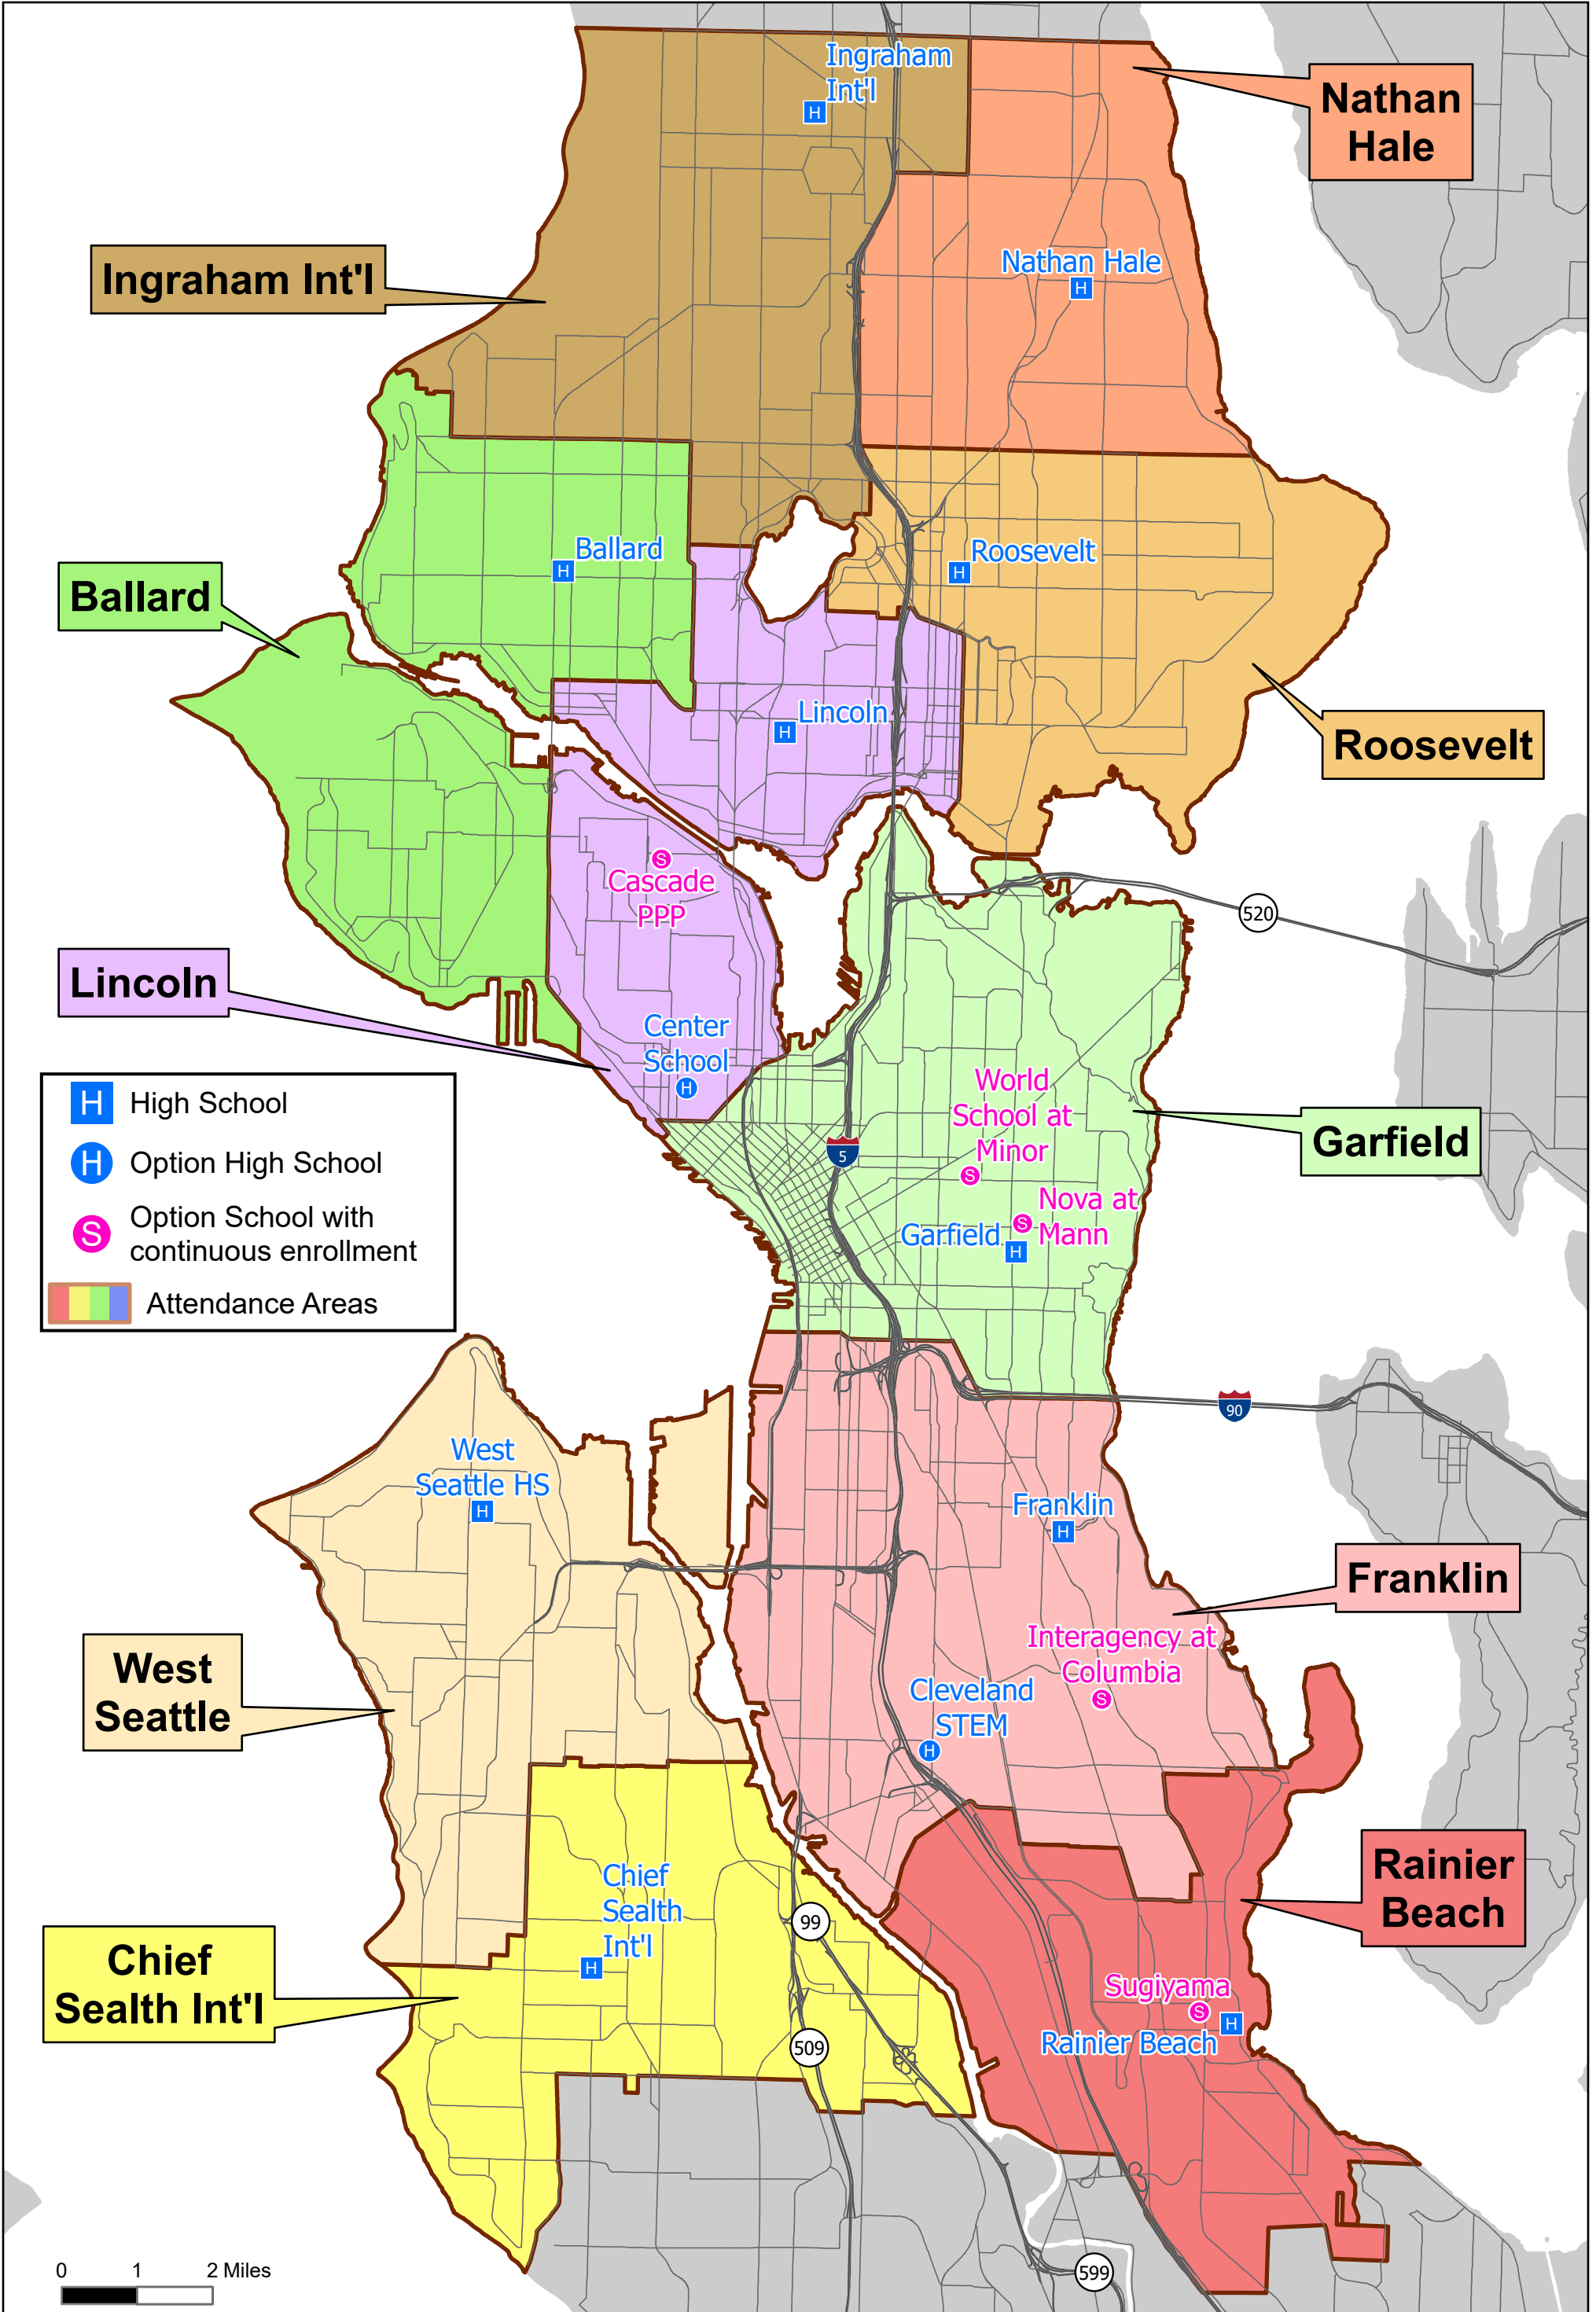 Ingraham
Int'l
Nathan
Hale
Nathan Hale
Ingraham Int'l
Ballard
Roosevelt
Ballard
Lincoln
Roosevelt
Cascade
PPP
520
Lincoln
Center
School
World
School at
Minor
Garfield
5
Nova at
Mann
Garfield
H High School
H Option High School
S Option School with
continuous enrollment
Attendance Areas
90
West
Seattle HS
Franklin
Franklin
Interagency at
Columbia
West
Seattle
Cleveland
STEM
Rainier
Beach
Chief
Sealth
Int'l
99
Chief
Sealth Int'l
Sugiyama
Rainier Beach
509
599
0 1 2 Miles